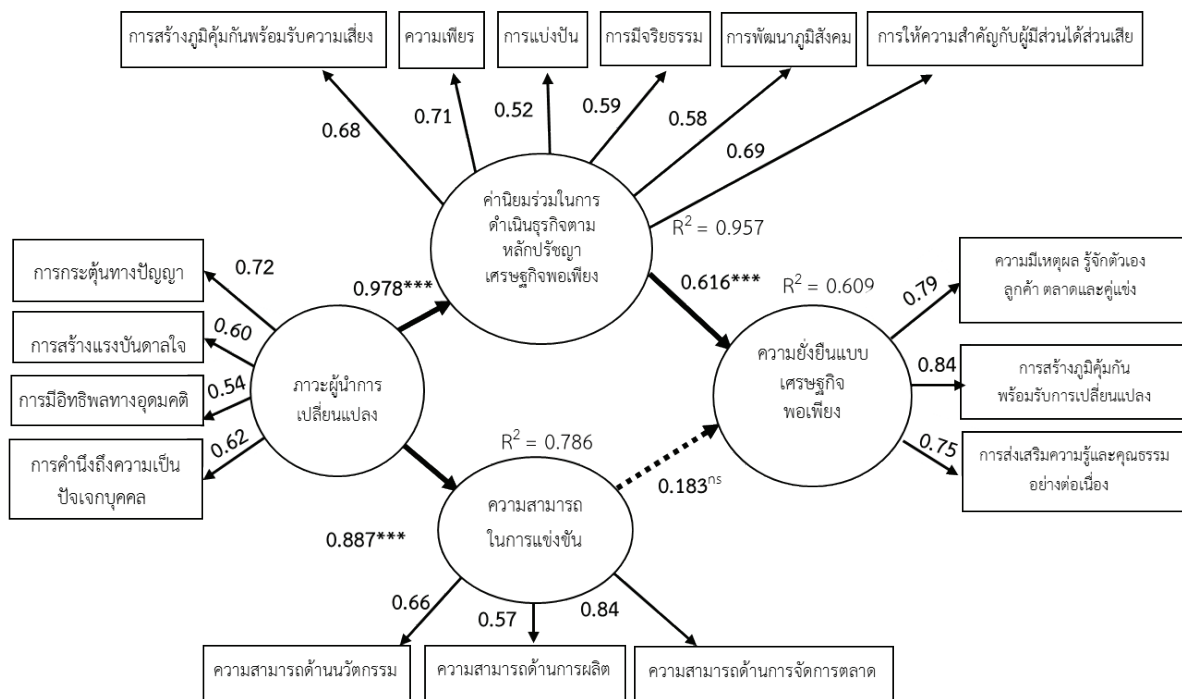 การสร้างภูมิคุ้มกันพร้อมรับความเสี่ยง
ความเพียร
การแบ่งปัน
การมีจริยธรรม
การพัฒนาภูมิสังคม
การให้ความสำคัญกับผู้มีส่วนได้ส่วนเสีย
0.68
0.71
0.52
0.59
0.58
0.69
ค่านิยมร่วมในการ
ดำเนินธุรกิจตาม
หลักปรัชญา
เศรษฐกิจพอเพียง
R² = 0.957
การกระตุ้นทางปัญญา
การสร้างแรงบันดาลใจ
การมีอิทธิพลทางอุดมคติ
การคำนึงถึงความเป็น
ปัจเจกบุคคล
0.72
0.60
0.54
0.62
ภาวะผู้นำการ
เปลี่ยนแปลง
0.978***
0.887***
0.616***
0.183ⁿˢ
R² = 0.609
ความยั่งยืนแบบ
เศรษฐกิจ
พอเพียง
0.79
0.84
0.75
ความมีเหตุผล รู้จักตัวเอง
ลูกค้า ตลาดและคู่แข่ง
การสร้างภูมิคุ้มกัน
พร้อมรับการเปลี่ยนแปลง
การส่งเสริมความรู้และคุณธรรม
อย่างต่อเนื่อง
R² = 0.786
ความสามารถ
ในการแข่งขัน
0.66
0.57
0.84
ความสามารถด้านนวัตกรรม
ความสามารถด้านการผลิต
ความสามารถด้านการจัดการตลาด